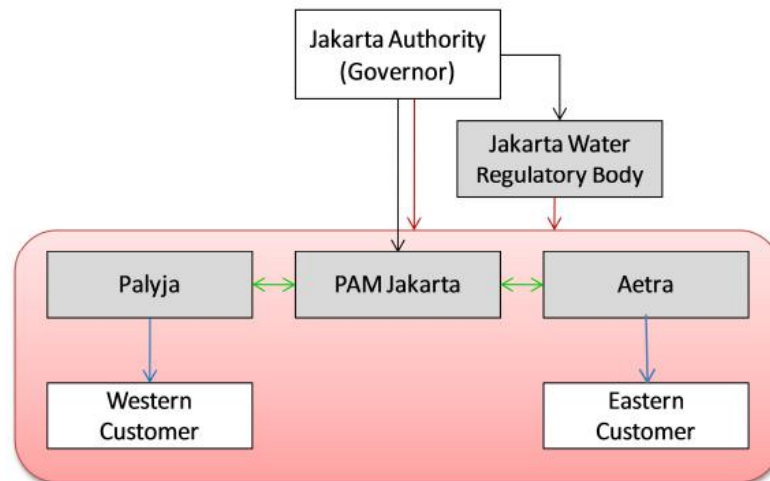 Jakarta Authority
(Governor)
Jakarta Water
Regulatory Body
Palyja
PAM Jakarta
Aetra
Western
Customer
Eastern
Customer